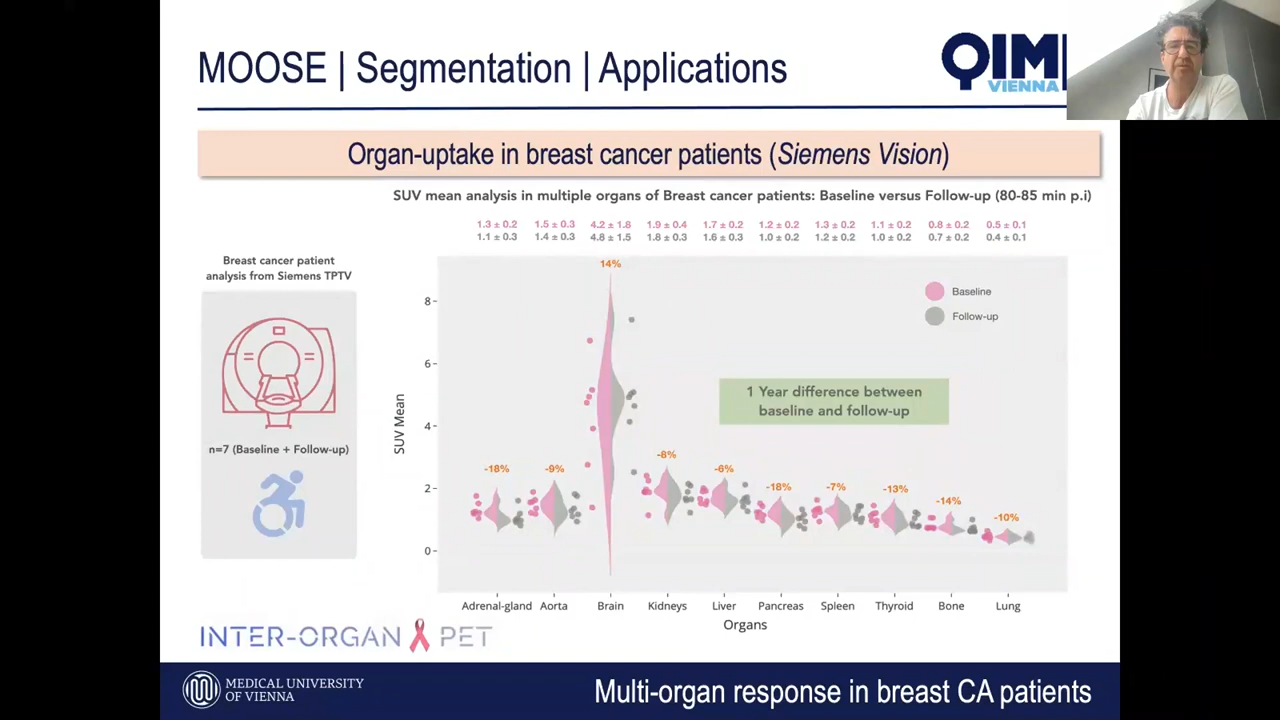 MOOSE | Segmentation | Applications
QIM
VIENNA
Organ-uptake in breast cancer patients (Siemens Vision)
SUV mean analysis in multiple organs of Breast cancer patients: Baseline versus Follow-up (80-85 min p.i)
1.3 ± 0.2 1.5 ± 0.3 4.2 ± 1.8 1.9 ± 0.4 1.7 ± 0.2 1.2 ± 0.2 1.3 ± 0.2 1.1 ± 0.2 0.8 ± 0.2 0.5 ± 0.1
1.1 ± 0.3 1.4 ± 0.3 4.8 ± 1.5 1.8 ± 0.3 1.6 ± 0.3 1.0 ± 0.2 1.2 ± 0.2 1.0 ± 0.2 0.7 ± 0.2 0.4 ± 0.1
Breast cancer patient
analysis from Siemens TPTV
n=7 (Baseline + Follow-up)
14%
Baseline
Follow-up
1 Year difference between
baseline and follow-up
-18% -9% -8% -6% -18% -7% -13% -14% -10%
SUV Mean
8
6
4
2
0
Adrenal-gland Aorta Brain Kidneys Liver Pancreas Spleen Thyroid Bone Lung
Organs
INTER-ORGAN PET
MEDICAL UNIVERSITY
OF VIENNA
Multi-organ response in breast CA patients